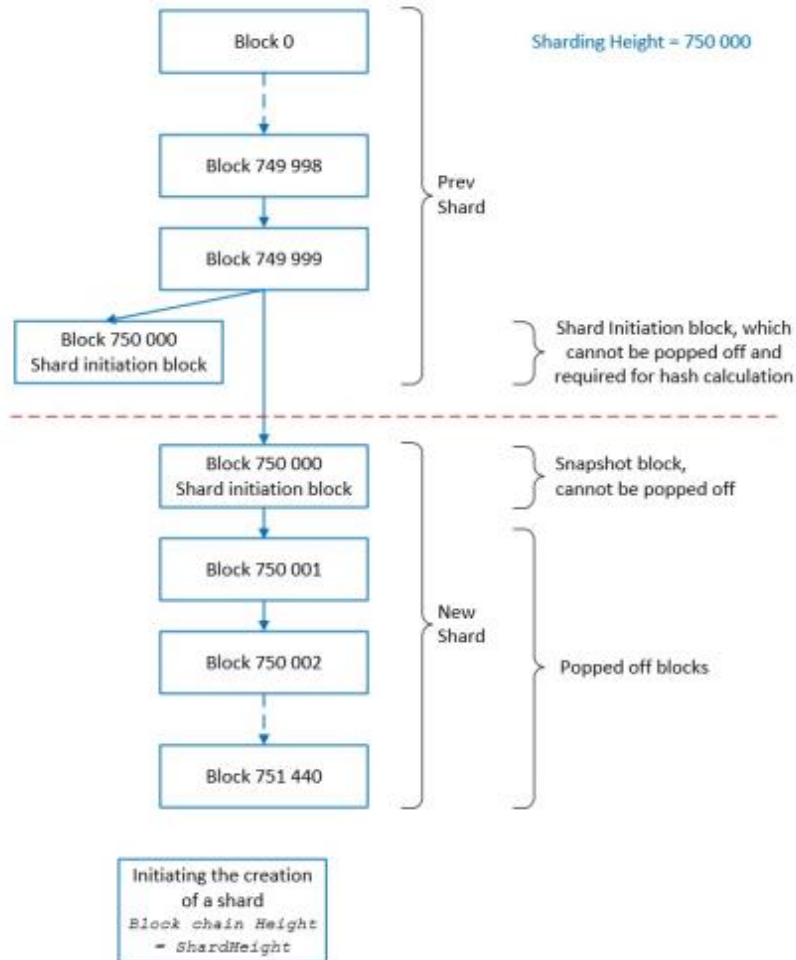 Block 0
Sharding Height = 750 000
Block 749 998
Prev
Shard
Block 749 999
Block 750 000
Shard initiation block
Shard Initiation block, which
cannot be popped off and
required for hash calculation
Block 750 000
Shard initiation block
Snapshot block,
cannot be popped off
Block 750 001
New
Shard
Block 750 002
Popped off blocks
Block 751 440
Initiating the creation
of a shard
Block chain Height
= ShardHeight